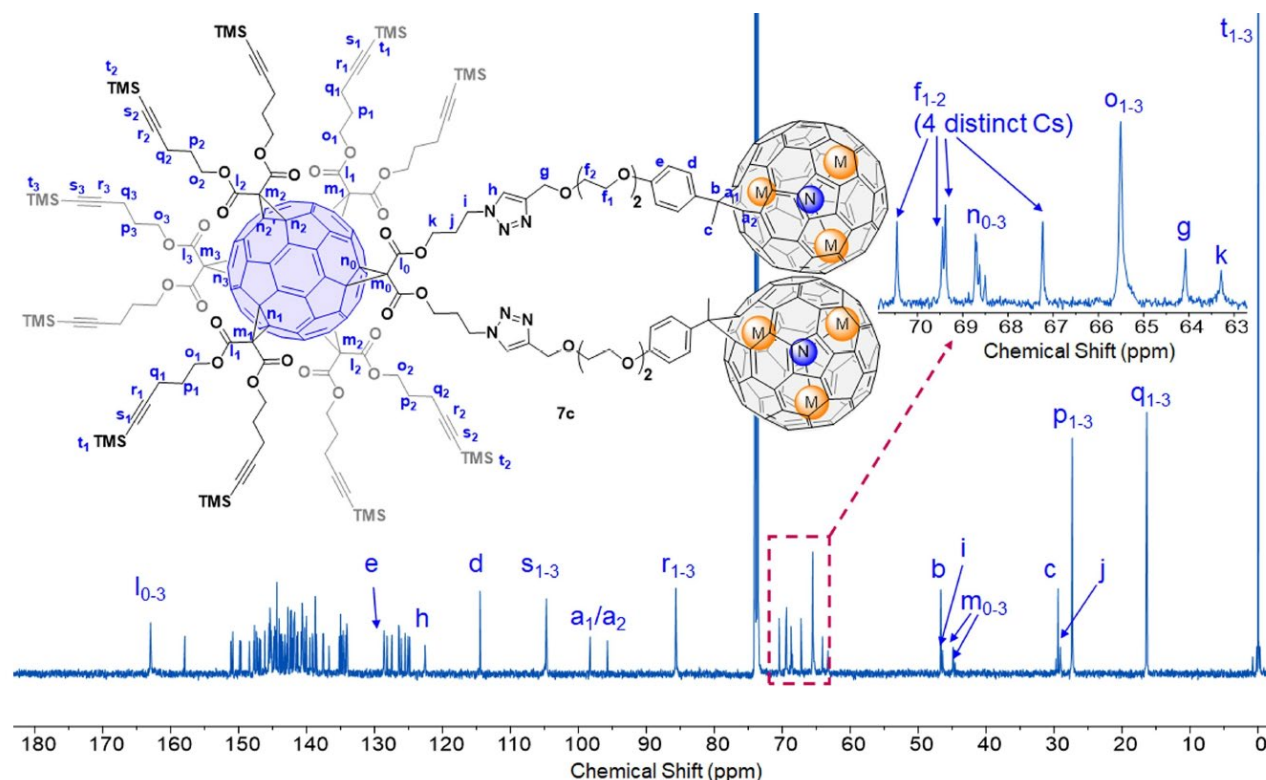 TMS
TMS
TMS
TMS
TMS
TMS
TMS
TMS
TMS
TMS
s₁
t₁
r₁
q₁
p₁
o₁
l₁
m₁
t₂
s₂
r₂
q₂
p₂
o₂
l₂
m₂
n₂
t₃
s₃
r₃
q₃
p₃
o₃
l₃
m₃
n₃
n₁
m₁
l₁
o₁
p₁
q₁
r₁
s₁
t₁
m₂
l₂
o₂
p₂
q₂
r₂
s₂
t₂
n₀
m₀
l₀
k
j
i
h
g
f₂
f₁
e
d
b
c
a₁
a₂
O
N
N=N
2
2
M
M
N
M
M
M
N
M
7c
f₁₋₂
(4 distinct Cs)
n₀₋₃
o₁₋₃
g
k
70 69 68 67 66 65 64 63
Chemical Shift (ppm)
t₁₋₃
l₀₋₃
e
h
d
s₁₋₃
a₁/a₂
r₁₋₃
b
i
m₀₋₃
c
j
p₁₋₃
q₁₋₃
180 170 160 150 140 130 120 110 100 90 80 70 60 50 40 30 20 10 0
Chemical Shift (ppm)